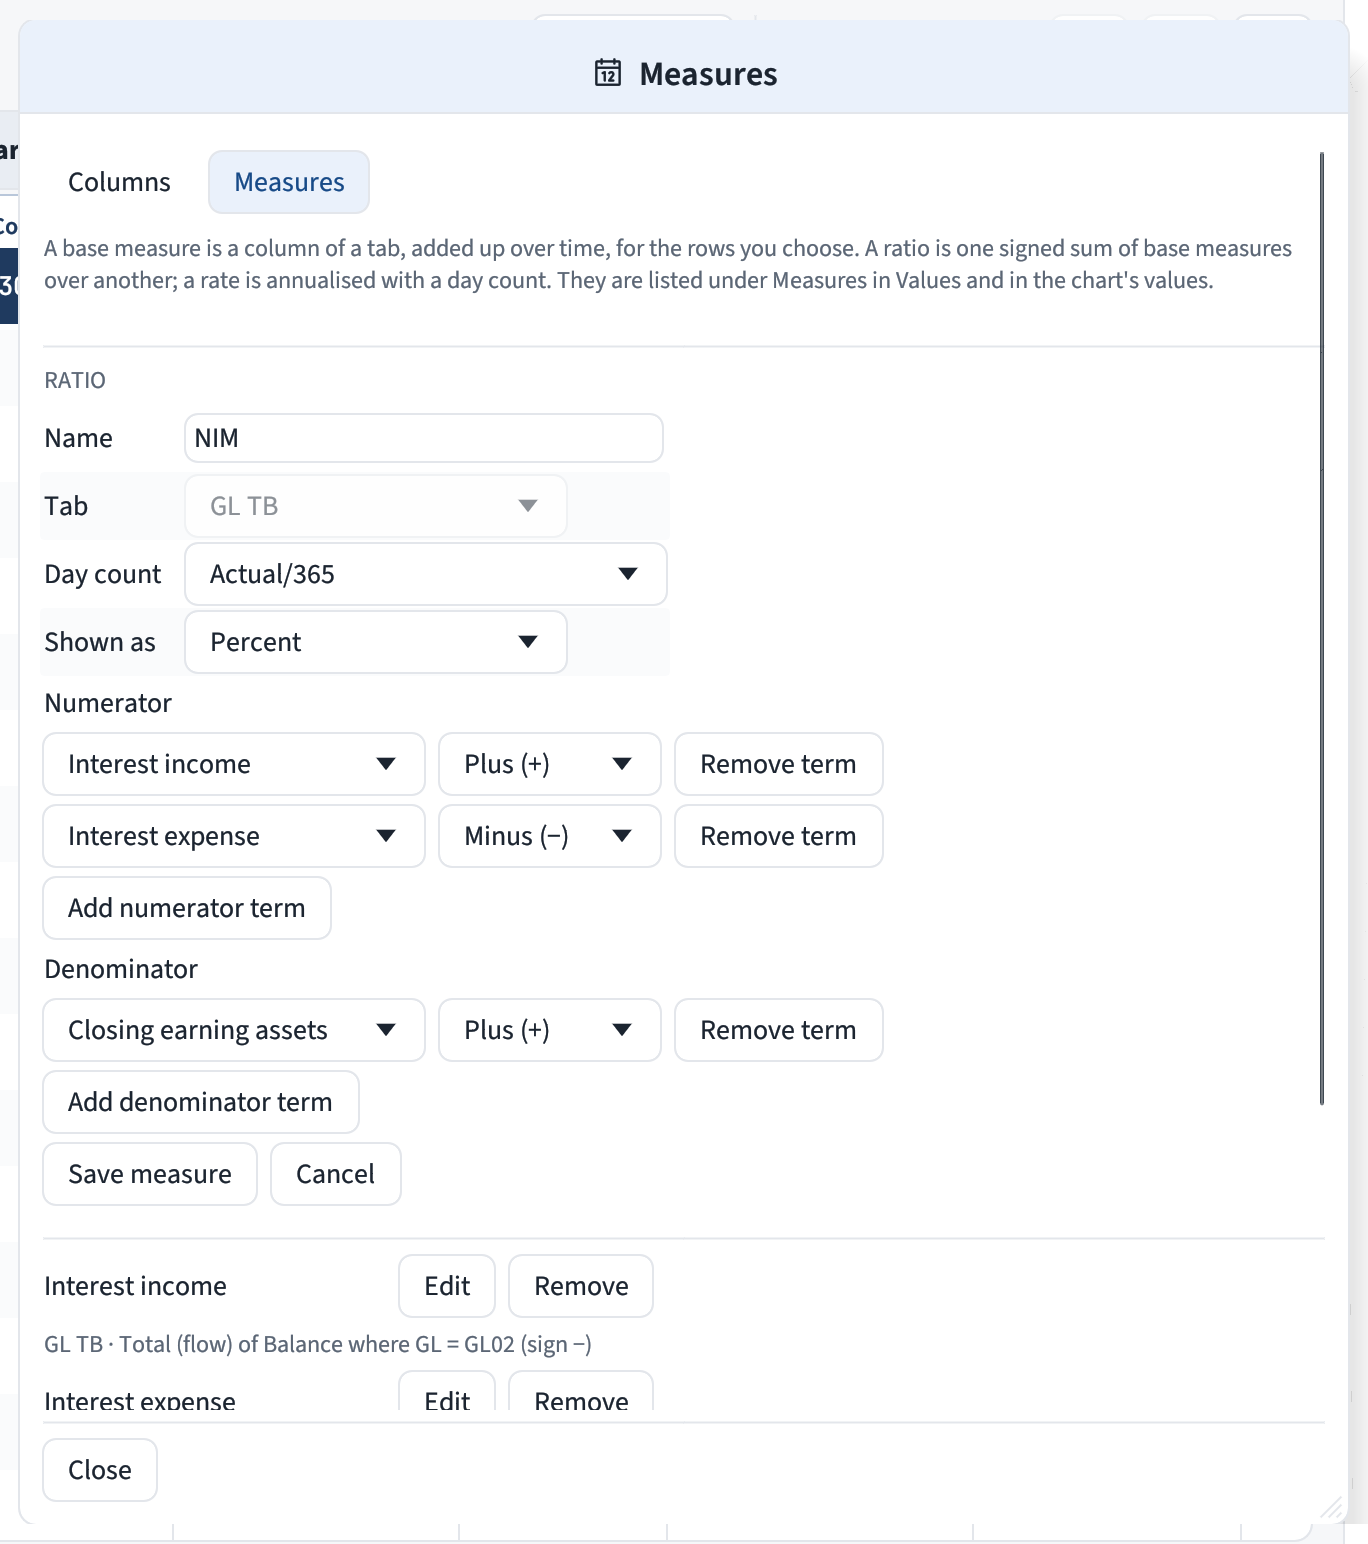 12 Measures
Columns Measures
A base measure is a column of a tab, added up over time, for the rows you choose. A ratio is one signed sum of base measures
over another; a rate is annualised with a day count. They are listed under Measures in Values and in the chart's values.
RATIO
Name NIM
Tab GL TB
Day count Actual/365
Shown as Percent
Numerator
Interest income Plus (+) Remove term
Interest expense Minus (−) Remove term
Add numerator term
Denominator
Closing earning assets Plus (+) Remove term
Add denominator term
Save measure Cancel
Interest income Edit Remove
GL TB · Total (flow) of Balance where GL = GL02 (sign −)
Interest expense Edit Remove
Close